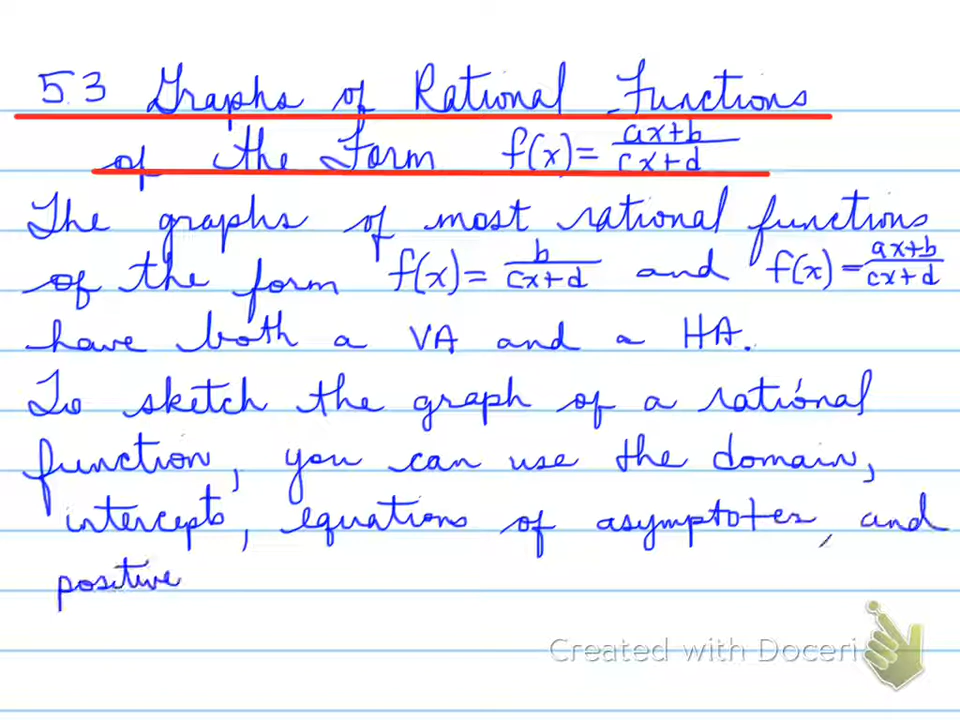 5.3 Graphs of Rational Functions
of the Form f(x)= ax+b/cx+d
The graphs of most rational functions
of the form f(x)= b/cx+d and f(x)= ax+b/cx+d
have both a VA and a HA.
To sketch the graph of a rational
function, you can use the domain,
intercepts, equations of asymptotes, and
positive
Created with Doceri